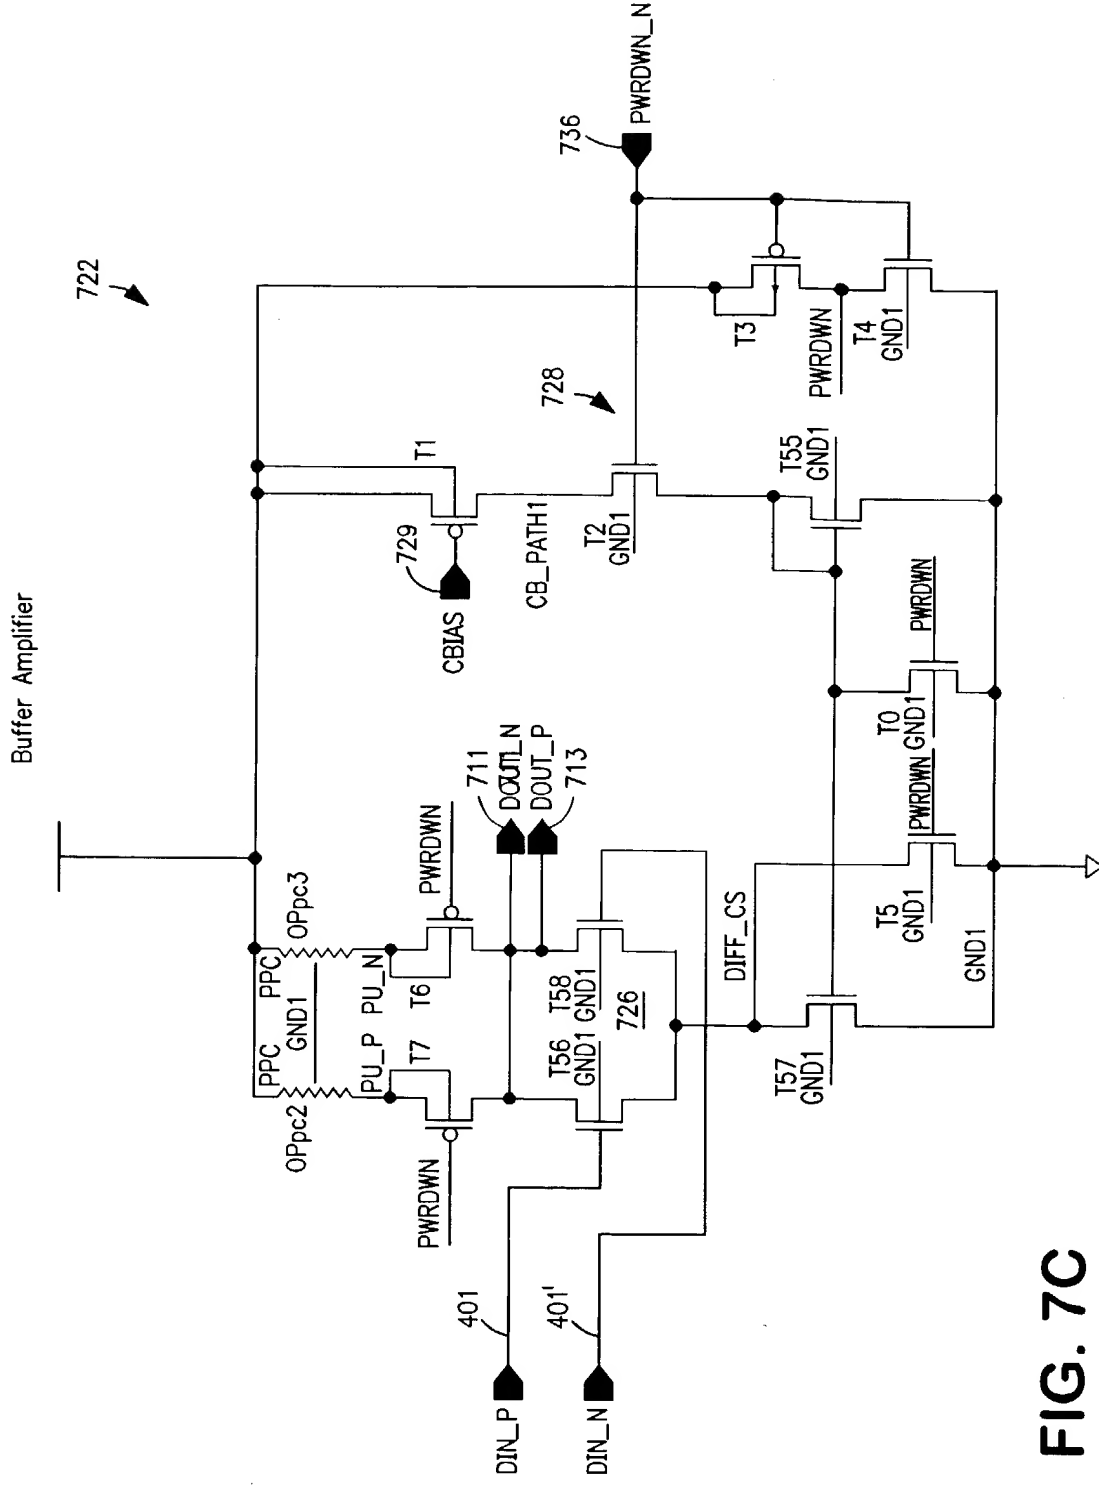 Buffer Amplifier
722
PPC
OPpc2
PPC
OPpc3
GND1
PU_P
PU_N
T7
T6
PWRDWN
PWRDWN
729
CBIAS
T1
CB_PATH1
728
T2
GND1
736
PWRDWN_N
T3
PWRDWN
T4
GND1
711
DOUT_N
DOUT_P
713
401
DIN_P
401'
DIN_N
T56
GND1
T58
GND1
726
DIFF_CS
T55
GND1
T57
GND1
T5
GND1
PWRDWN
T0
GND1
PWRDWN
GND1
FIG. 7C